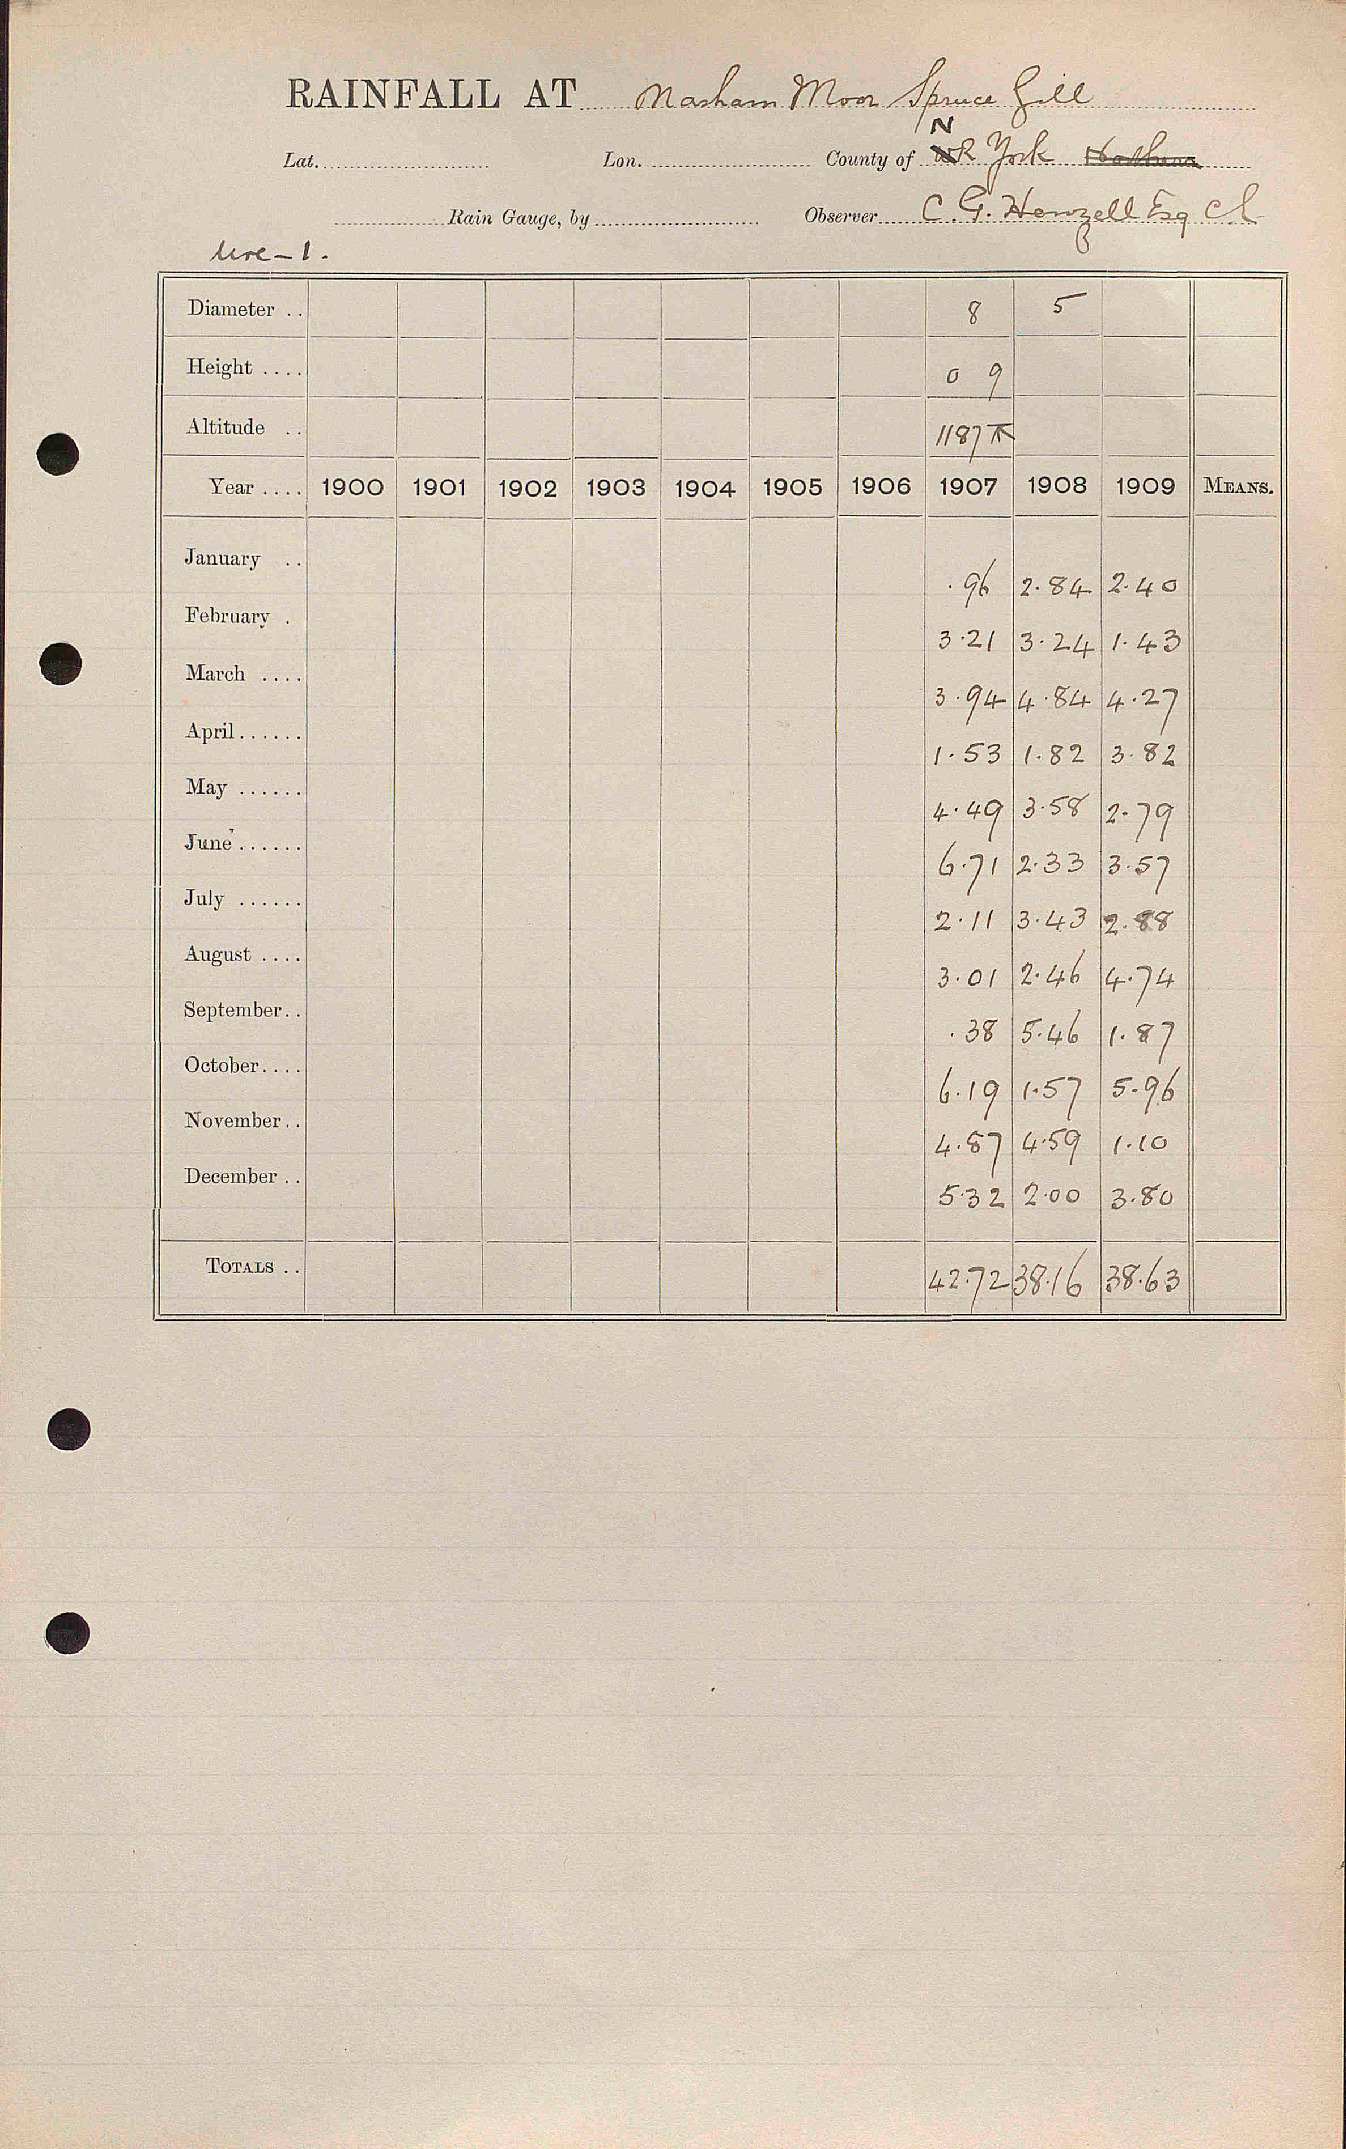 RAINFALL AT Masham Moor Spruce Gill
N
Lat. Lon. County of WR York
Rain Gauge, by Observer C. G. Henzell Esq CE
Ure - 1.
Diameter .. 8 5
Height .... 0 9
Altitude .. 1187 T
Year .... 1900 1901 1902 1903 1904 1905 1906 1907 1908 1909 MEANS.
January .. .96 2.84 2.40
February . 3.21 3.24 1.43
March .... 3.94 4.84 4.27
April...... 1.53 1.82 3.82
May ...... 4.49 3.58 2.79
June...... 6.71 2.33 3.57
July ...... 2.11 3.43 2.88
August .... 3.01 2.46 4.74
September.. .38 5.46 1.87
October.... 6.19 1.57 5.96
November.. 4.87 4.59 1.10
December .. 5.32 2.00 3.80
TOTALS .. 42.72 38.16 38.63